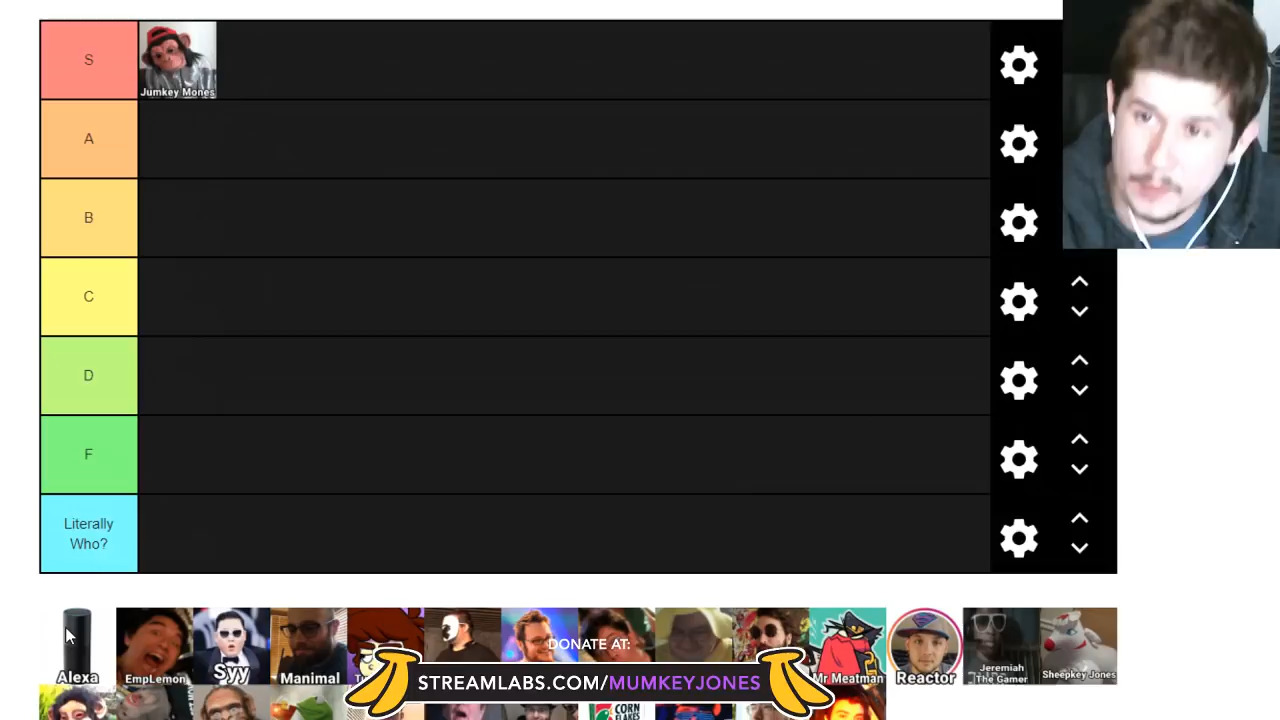 S
Jumkey Mones
A
B
C
D
F
Literally
Who?
Alexa
EmpLemon
Syy
Manimal
Mr Meatman
Reactor
Jeremiah
The Gamer
Sheepkey Jones
DONATE AT:
STREAMLABS.COM/MUMKEYJONES
CORN
FLAKES